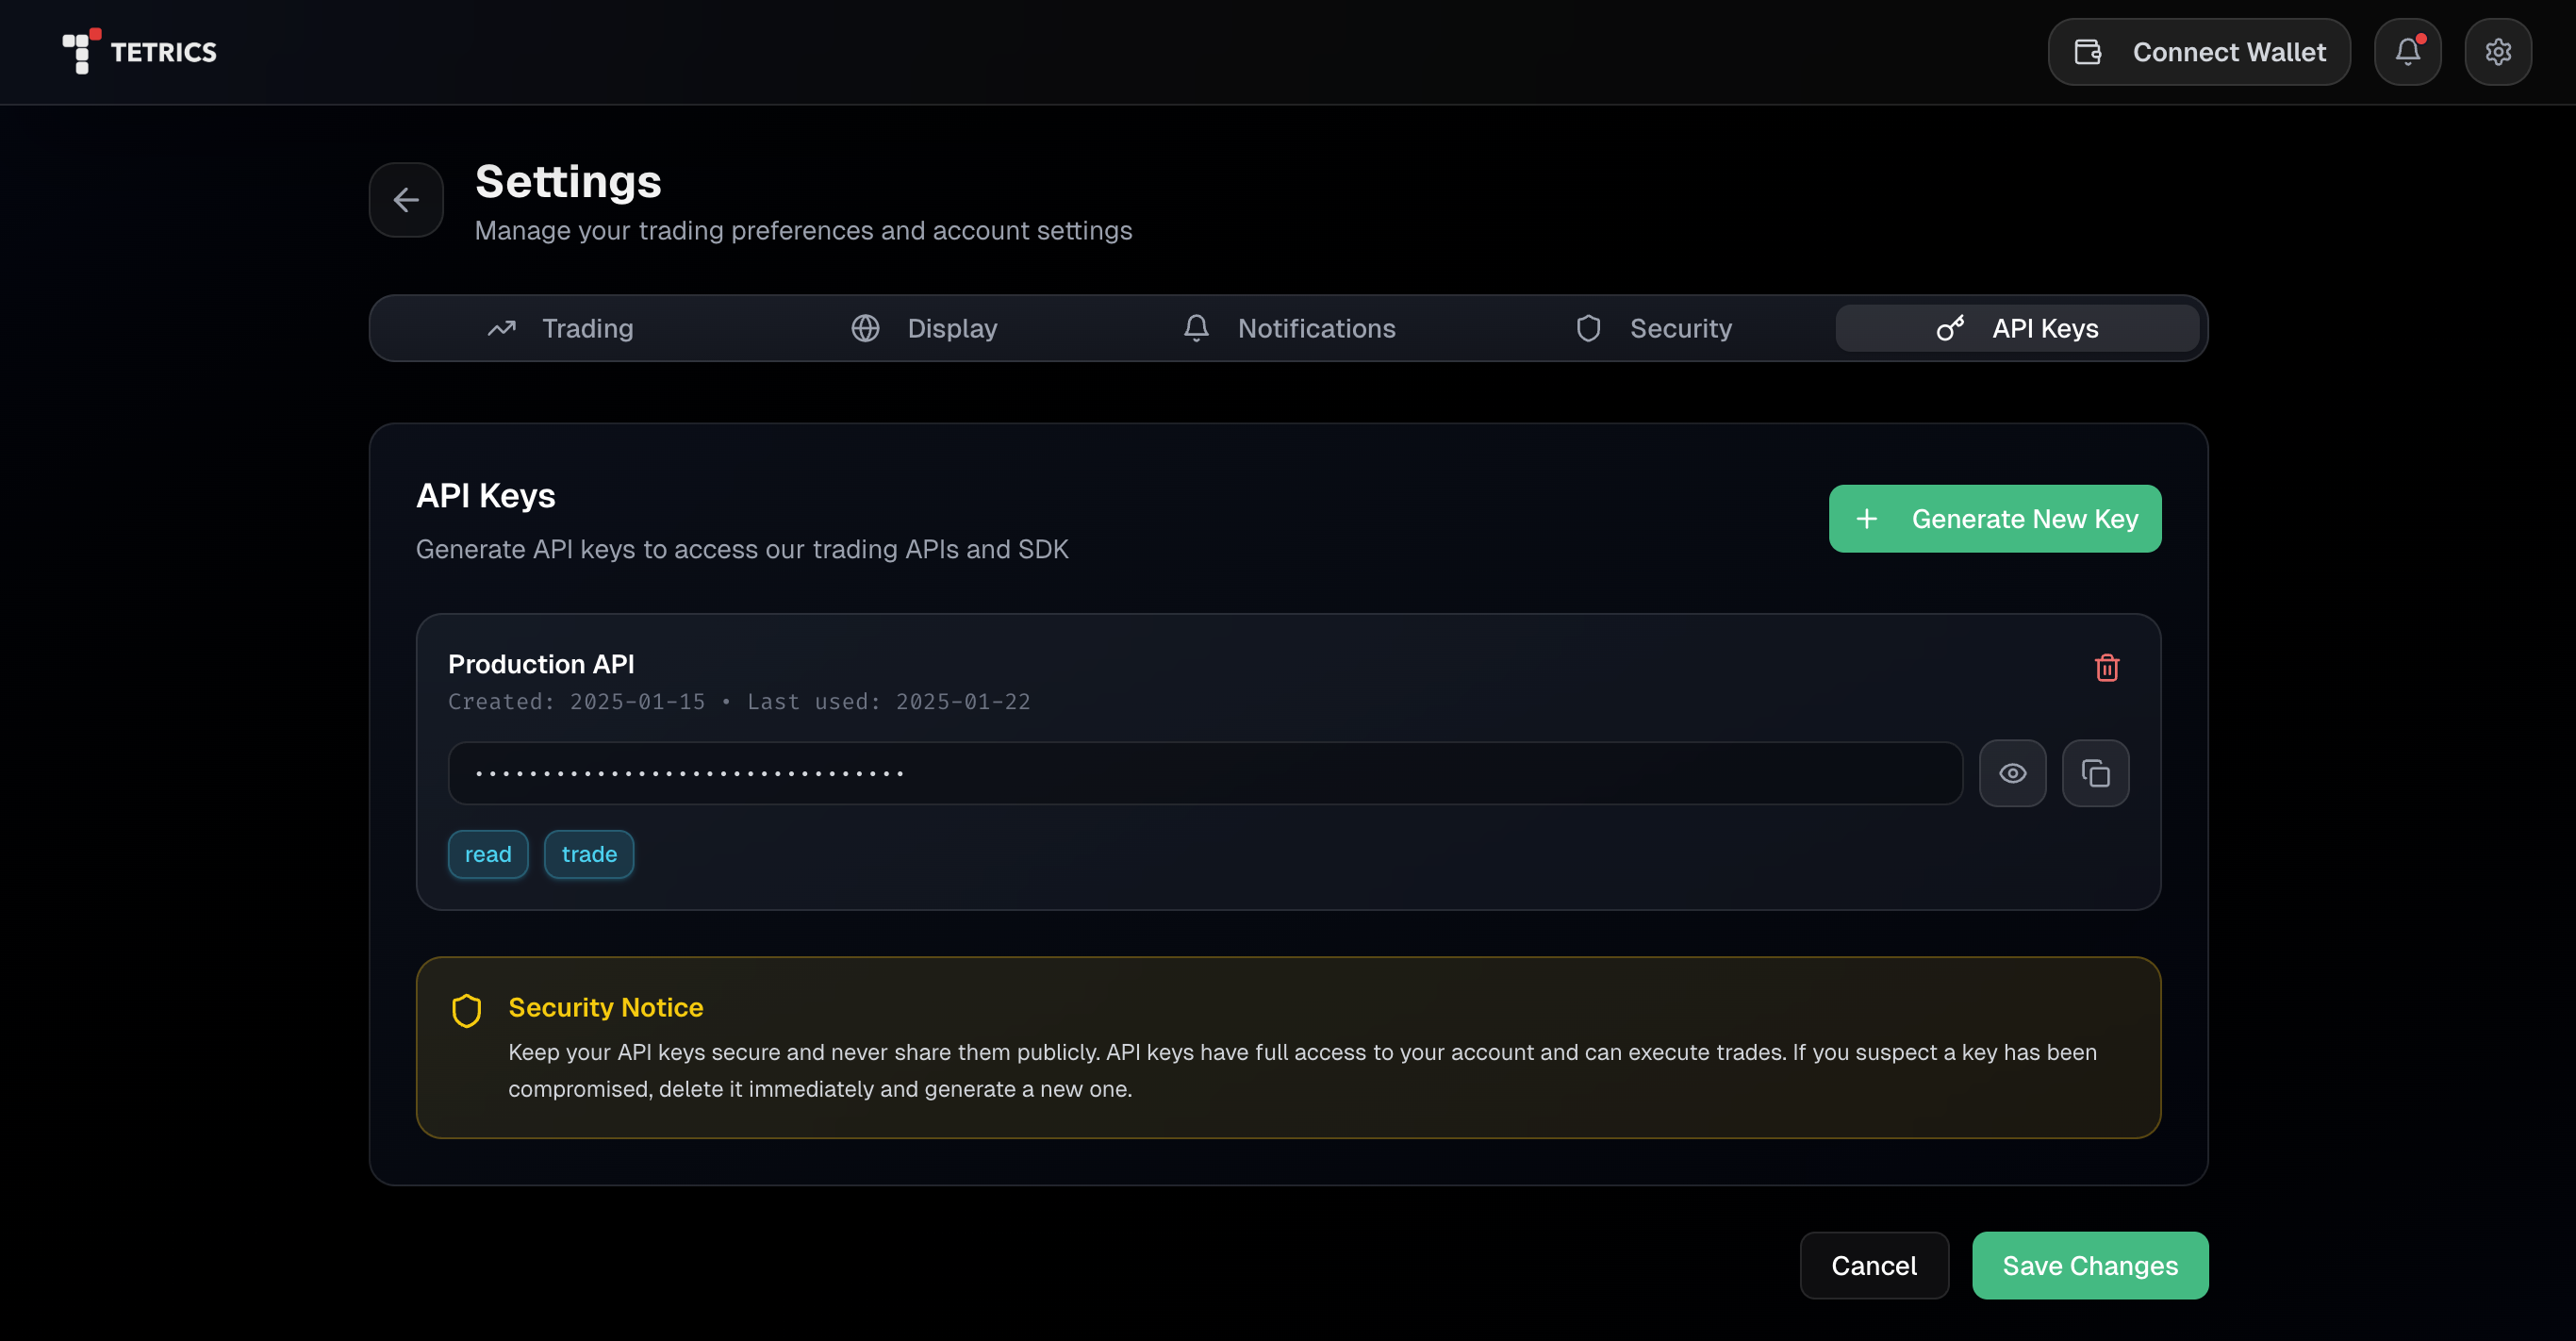 TETRICS
Connect Wallet
Settings
Manage your trading preferences and account settings
Trading
Display
Notifications
Security
API Keys
API Keys
Generate API keys to access our trading APIs and SDK
Generate New Key
Production API
Created: 2025-01-15 • Last used: 2025-01-22
••••••••••••••••••••••••••••••••
read
trade
Security Notice
Keep your API keys secure and never share them publicly. API keys have full access to your account and can execute trades. If you suspect a key has been
compromised, delete it immediately and generate a new one.
Cancel
Save Changes